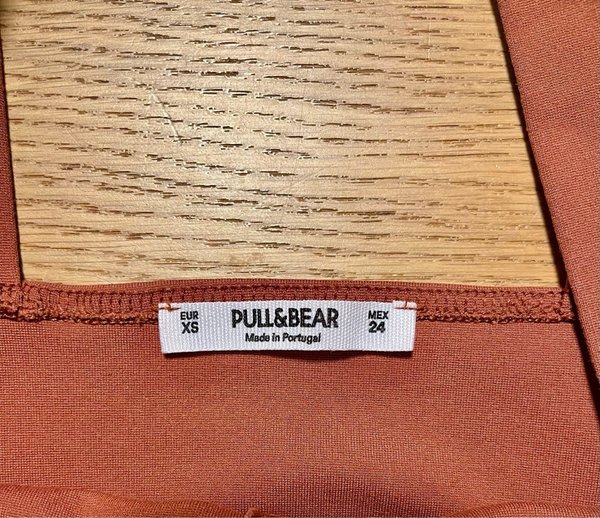 EUR
XS
PULL&BEAR
Made in Portugal
MEX
24